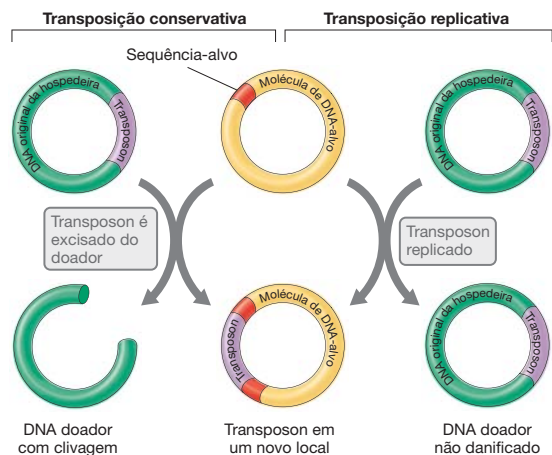 Transposição conservativa
Transposição replicativa
Sequência-alvo
DNA original da hospedeira
Transposon
Molécula de DNA-alvo
DNA original da hospedeira
Transposon
Transposon é
excisado do
doador
Transposon
replicado
Molécula de DNA-alvo
Transposon
DNA original da hospedeira
Transposon
DNA doador
com clivagem
Transposon em
um novo local
DNA doador
não danificado